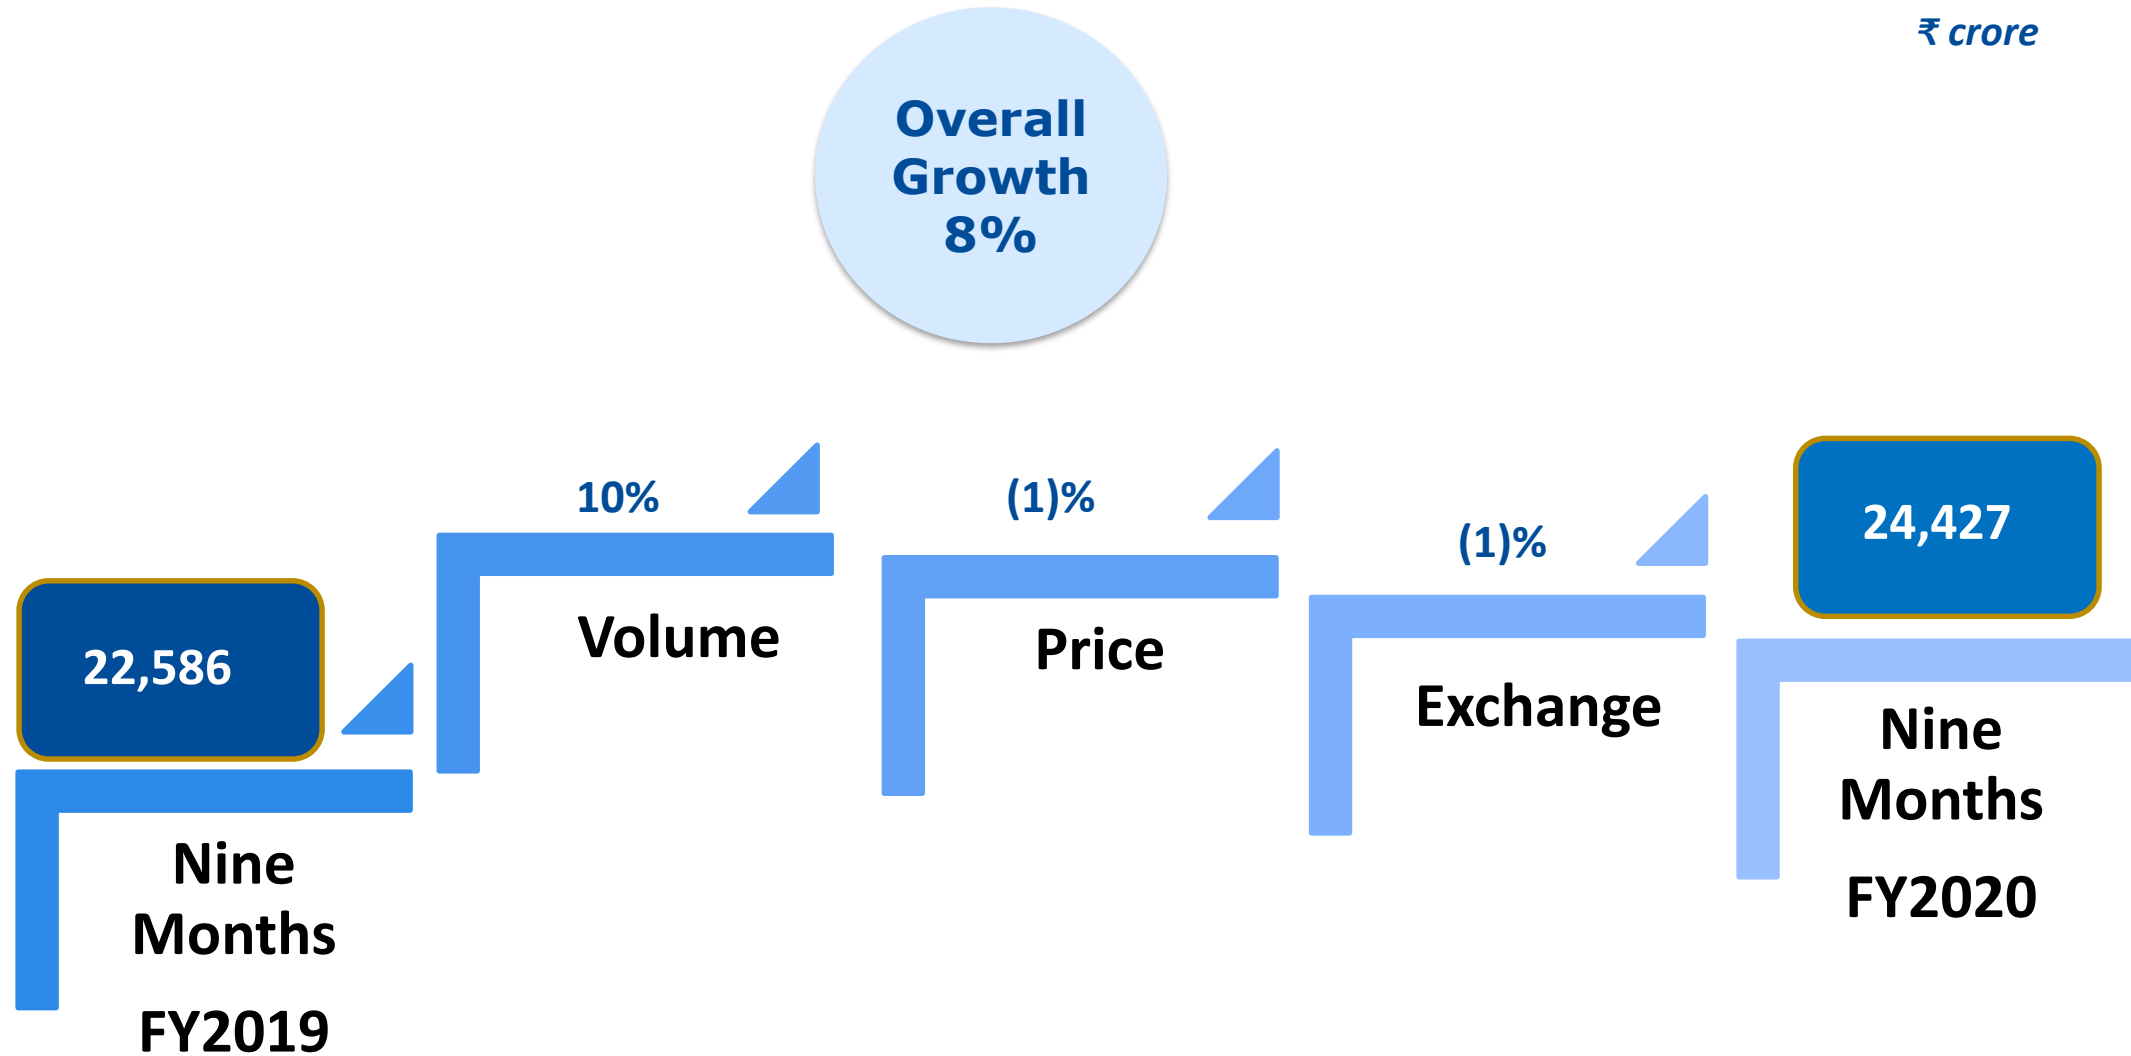 ₹ crore
Overall
Growth
8%
22,586
Nine
Months
FY2019
10%
Volume
(1)%
Price
(1)%
Exchange
24,427
Nine
Months
FY2020